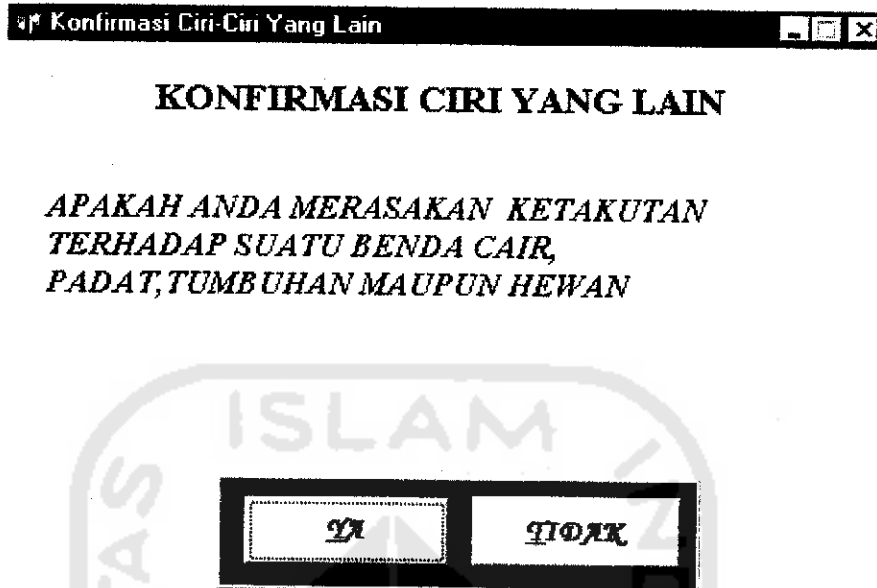 Konfirmasi Ciri-Ciri Yang Lain
KONFIRMASI CIRI YANG LAIN
APAKAH ANDA MERASAKAN KETAKUTAN
TERHADAP SUATU BENDA CAIR,
PADAT, TUMBUHAN MAUPUN HEWAN
ISLAM
TAS
YA
TIDAK